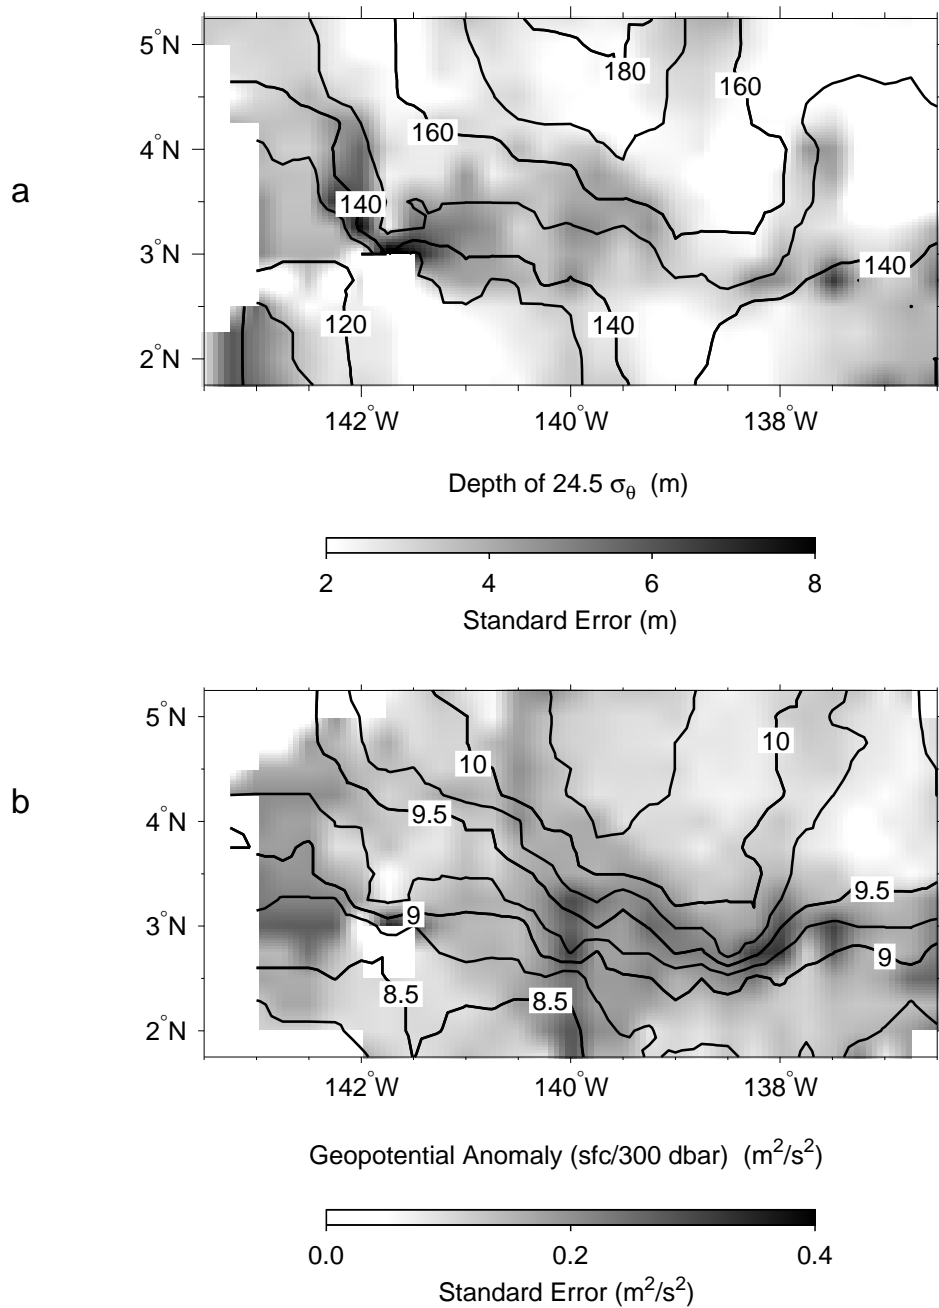 a
5°N
4°N
3°N
2°N
180
160
160
140
140
120
140
142°W
140°W
138°W
Depth of 24.5 σθ (m)
2
4
6
8
Standard Error (m)
b
5°N
4°N
3°N
2°N
10
10
9.5
9.5
9
9
8.5
8.5
142°W
140°W
138°W
Geopotential Anomaly (sfc/300 dbar) (m²/s²)
0.0
0.2
0.4
Standard Error (m²/s²)